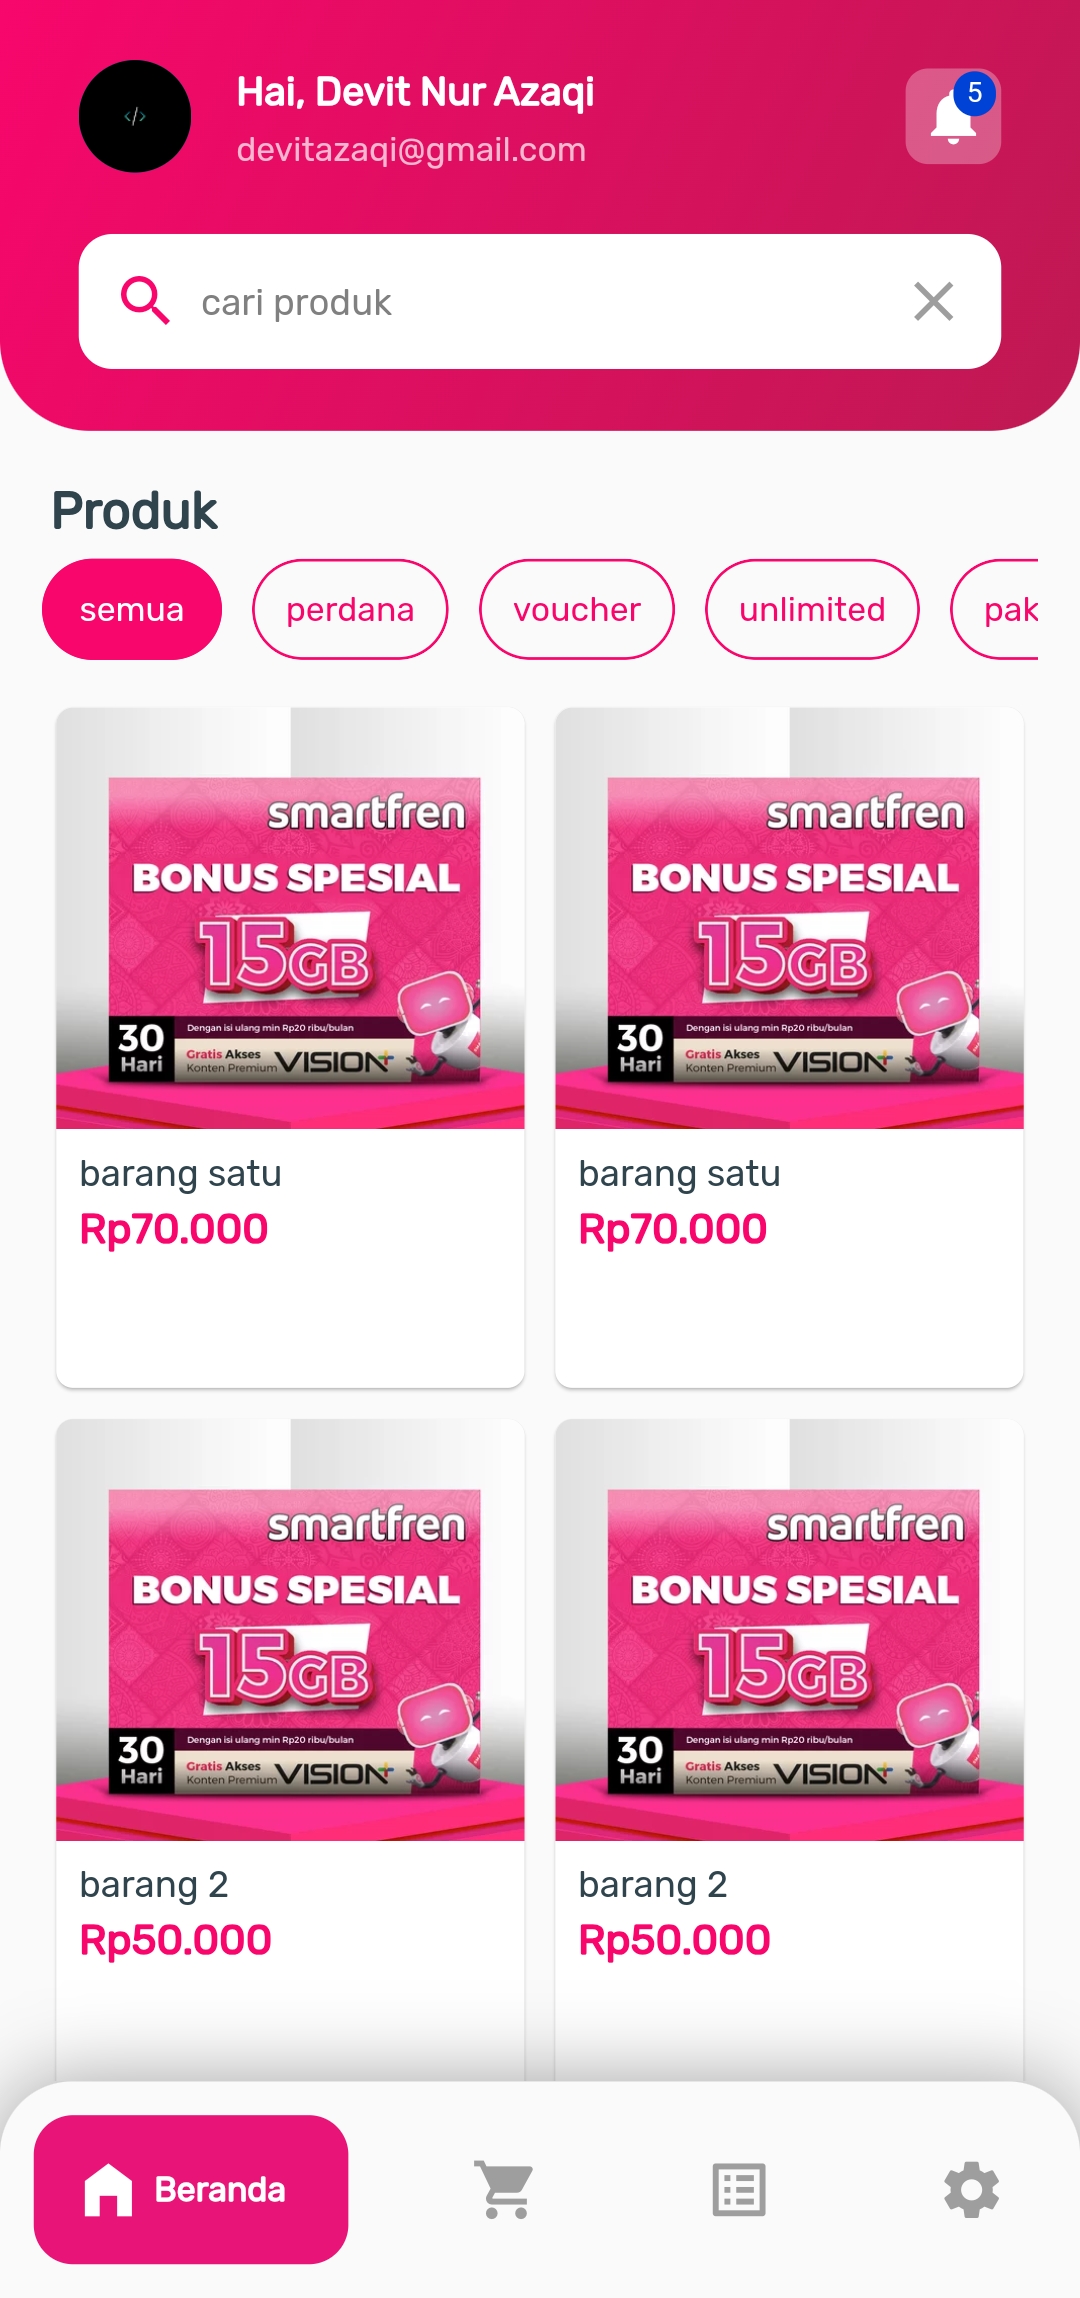 Hai, Devit Nur Azaqi
devitazaqi@gmail.com
5
cari produk
Produk
semua
perdana
voucher
unlimited
pak
smartfren
BONUS SPESIAL
15GB
30
Hari
Dengan isi ulang min Rp20 ribu/bulan
Gratis Akses
Konten Premium
VISION+
barang satu
Rp70.000
smartfren
BONUS SPESIAL
15GB
30
Hari
Dengan isi ulang min Rp20 ribu/bulan
Gratis Akses
Konten Premium
VISION+
barang satu
Rp70.000
smartfren
BONUS SPESIAL
15GB
30
Hari
Dengan isi ulang min Rp20 ribu/bulan
Gratis Akses
Konten Premium
VISION+
barang 2
Rp50.000
smartfren
BONUS SPESIAL
15GB
30
Hari
Dengan isi ulang min Rp20 ribu/bulan
Gratis Akses
Konten Premium
VISION+
barang 2
Rp50.000
Beranda